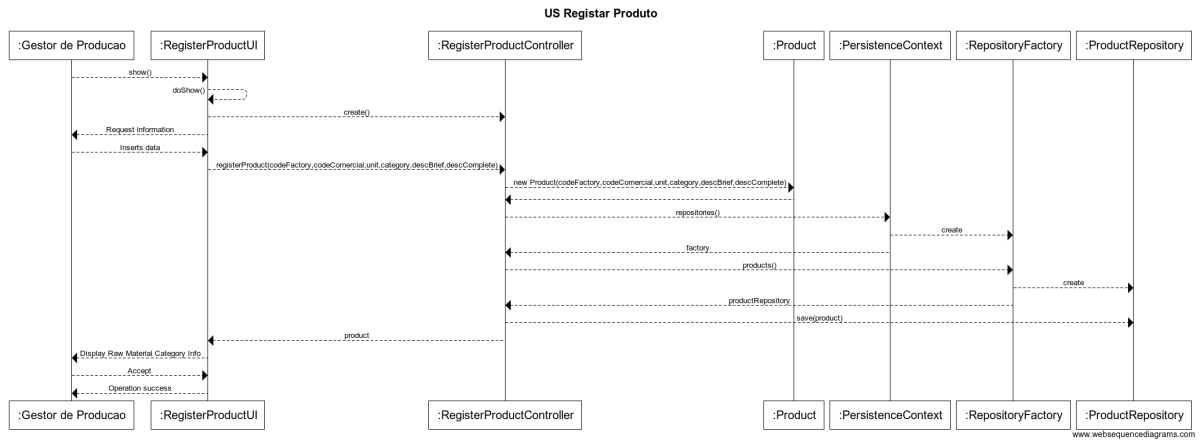 US Registar Produto
:Gestor de Producao
:RegisterProductUI
:RegisterProductController
:Product
:PersistenceContext
:RepositoryFactory
:ProductRepository
show()
doShow()
create()
Request information
Inserts data
registerProduct(codeFactory,codeComercial,unit,category,descBrief,descComplete)
new Product(codeFactory,codeComercial,unit,category,descBrief,descComplete)
repositories()
create
factory
products()
create
productRepository
save(product)
product
Display Raw Material Category Info
Accept
Operation success
:Gestor de Producao
:RegisterProductUI
:RegisterProductController
:Product
:PersistenceContext
:RepositoryFactory
:ProductRepository
www.websequencediagrams.com